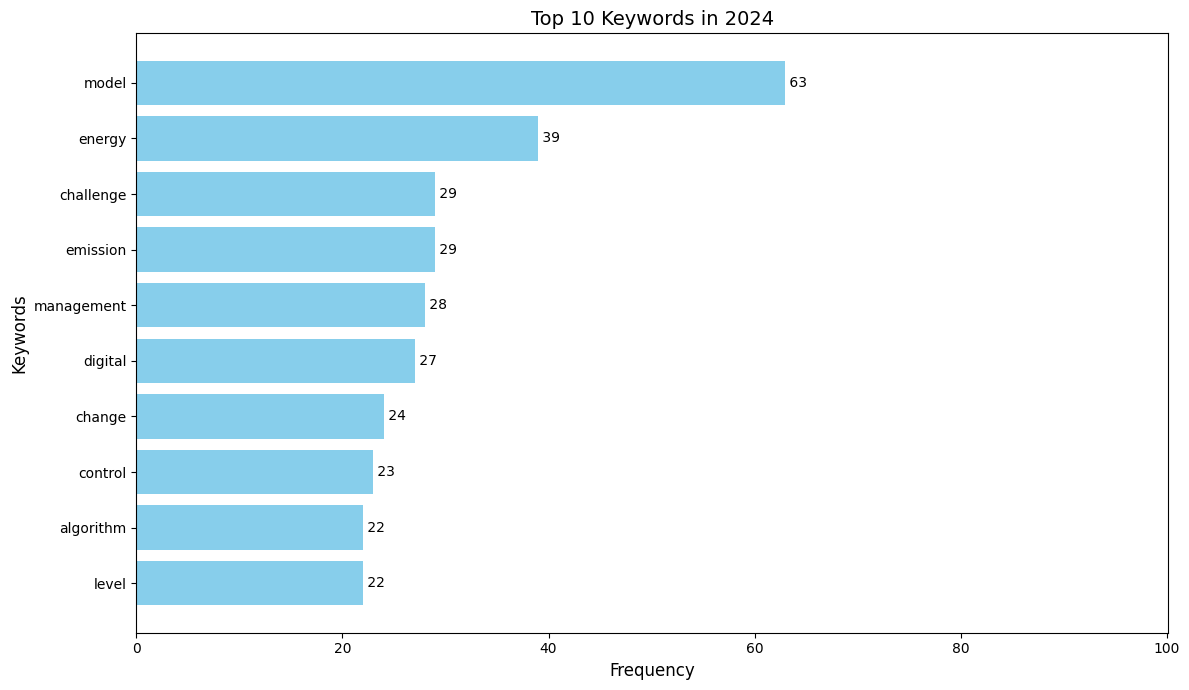 Top 10 Keywords in 2024
Keywords
model 63
energy 39
challenge 29
emission 29
management 28
digital 27
change 24
control 23
algorithm 22
level 22
0 20 40 60 80 100
Frequency